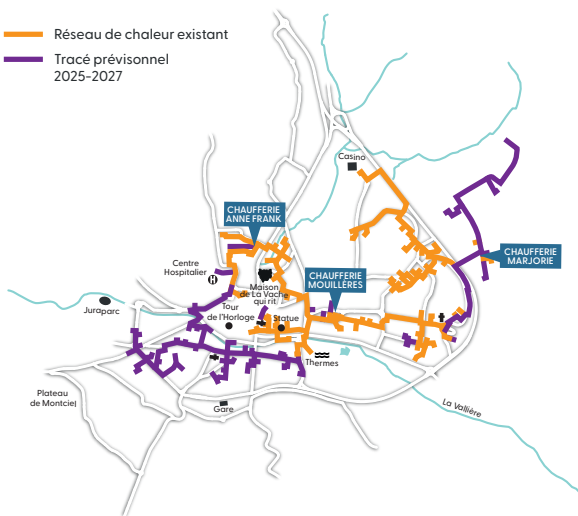 Réseau de chaleur existant
Tracé prévisonnel
2025-2027
Casino
CHAUFFERIE
ANNE FRANK
CHAUFFERIE
MARJORIE
Centre
Hospitalier
H
Maison
de La Vache
qui rit
CHAUFFERIE
MOUILLÈRES
Juraparc
Tour
de l'Horloge
Statue
Thermes
Plateau
de Montciel
Gare
La Vallière